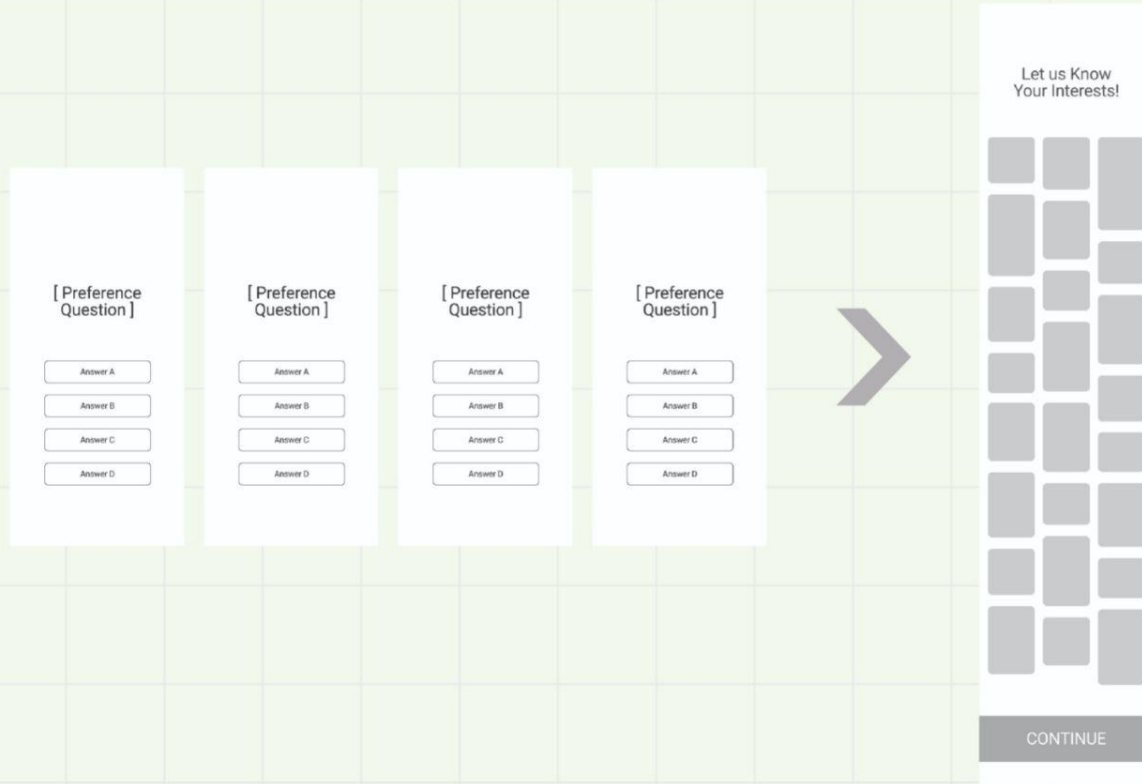 [ Preference
Question ]
Answer A
Answer B
Answer C
Answer D
[ Preference
Question ]
Answer A
Answer B
Answer C
Answer D
[ Preference
Question ]
Answer A
Answer B
Answer C
Answer D
[ Preference
Question ]
Answer A
Answer B
Answer C
Answer D
Let us Know
Your Interests!
CONTINUE